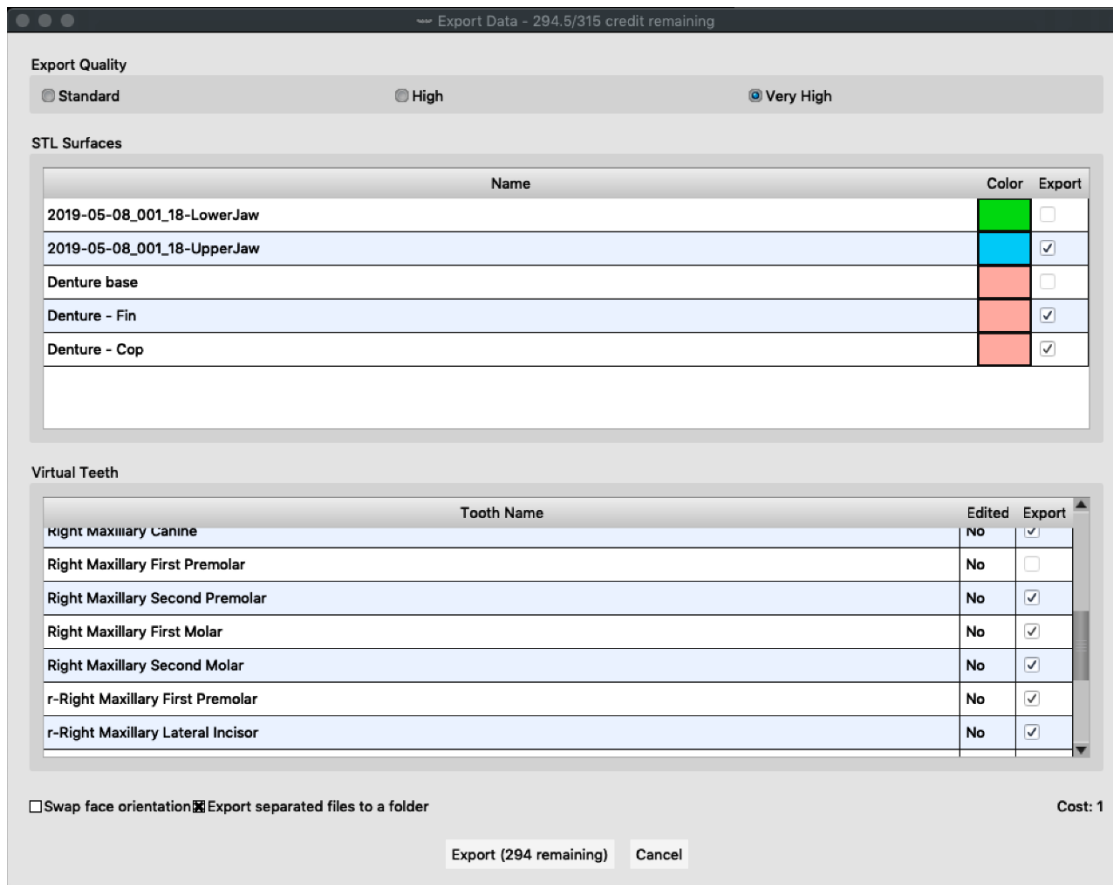 Export Data - 294.5/315 credit remaining
Export Quality
Standard High Very High
STL Surfaces
Name Color Export
2019-05-08_001_18-LowerJaw
2019-05-08_001_18-UpperJaw
Denture base
Denture - Fin
Denture - Cop
Virtual Teeth
Tooth Name Edited Export
Right Maxillary Canine No
Right Maxillary First Premolar No
Right Maxillary Second Premolar No
Right Maxillary First Molar No
Right Maxillary Second Molar No
r-Right Maxillary First Premolar No
r-Right Maxillary Lateral Incisor No
Swap face orientation Export separated files to a folder Cost: 1
Export (294 remaining) Cancel